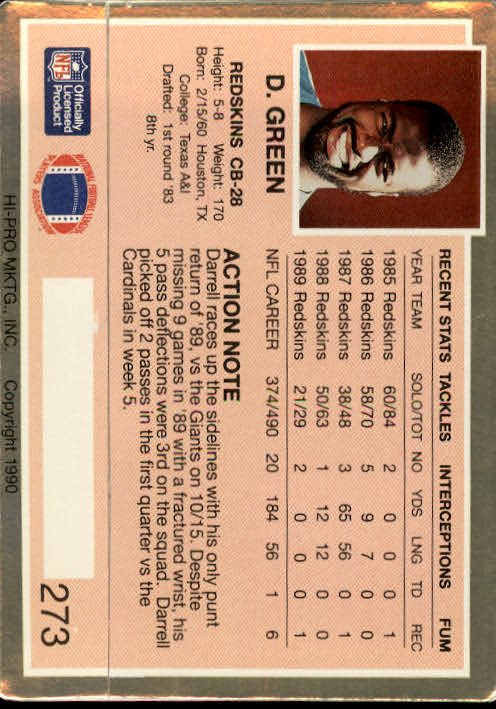 D. GREEN
REDSKINS CB-28
Height: 5-8 Weight: 170
Born: 2/15/60 Houston, TX
College: Texas A&I
Drafted: 1st round '83
8th yr.
NFL
Officially
Licensed
Product
NATIONAL FOOTBALL LEAGUE
PLAYERS ASSOCIATION
RECENT STATS TACKLES INTERCEPTIONS FUM
YEAR TEAM SOLO/TOT NO YDS LNG TD REC
1985 Redskins 60/84 2 0 0 0 1
1986 Redskins 58/70 5 9 7 0 0
1987 Redskins 38/48 3 65 56 0 1
1988 Redskins 50/63 1 12 12 0 1
1989 Redskins 21/29 2 0 0 0 1
NFL CAREER 374/490 20 184 56 1 6
ACTION NOTE
Darrell races up the sidelines with his only punt
return of '89, vs the Giants on 10/15. Despite
missing 9 games in '89 with a fractured wrist, his
5 pass deflections were 3rd on the squad. Darrell
picked off 2 passes in the first quarter vs the
Cardinals in week 5.
273
HI-PRO MKTG., INC. Copyright 1990